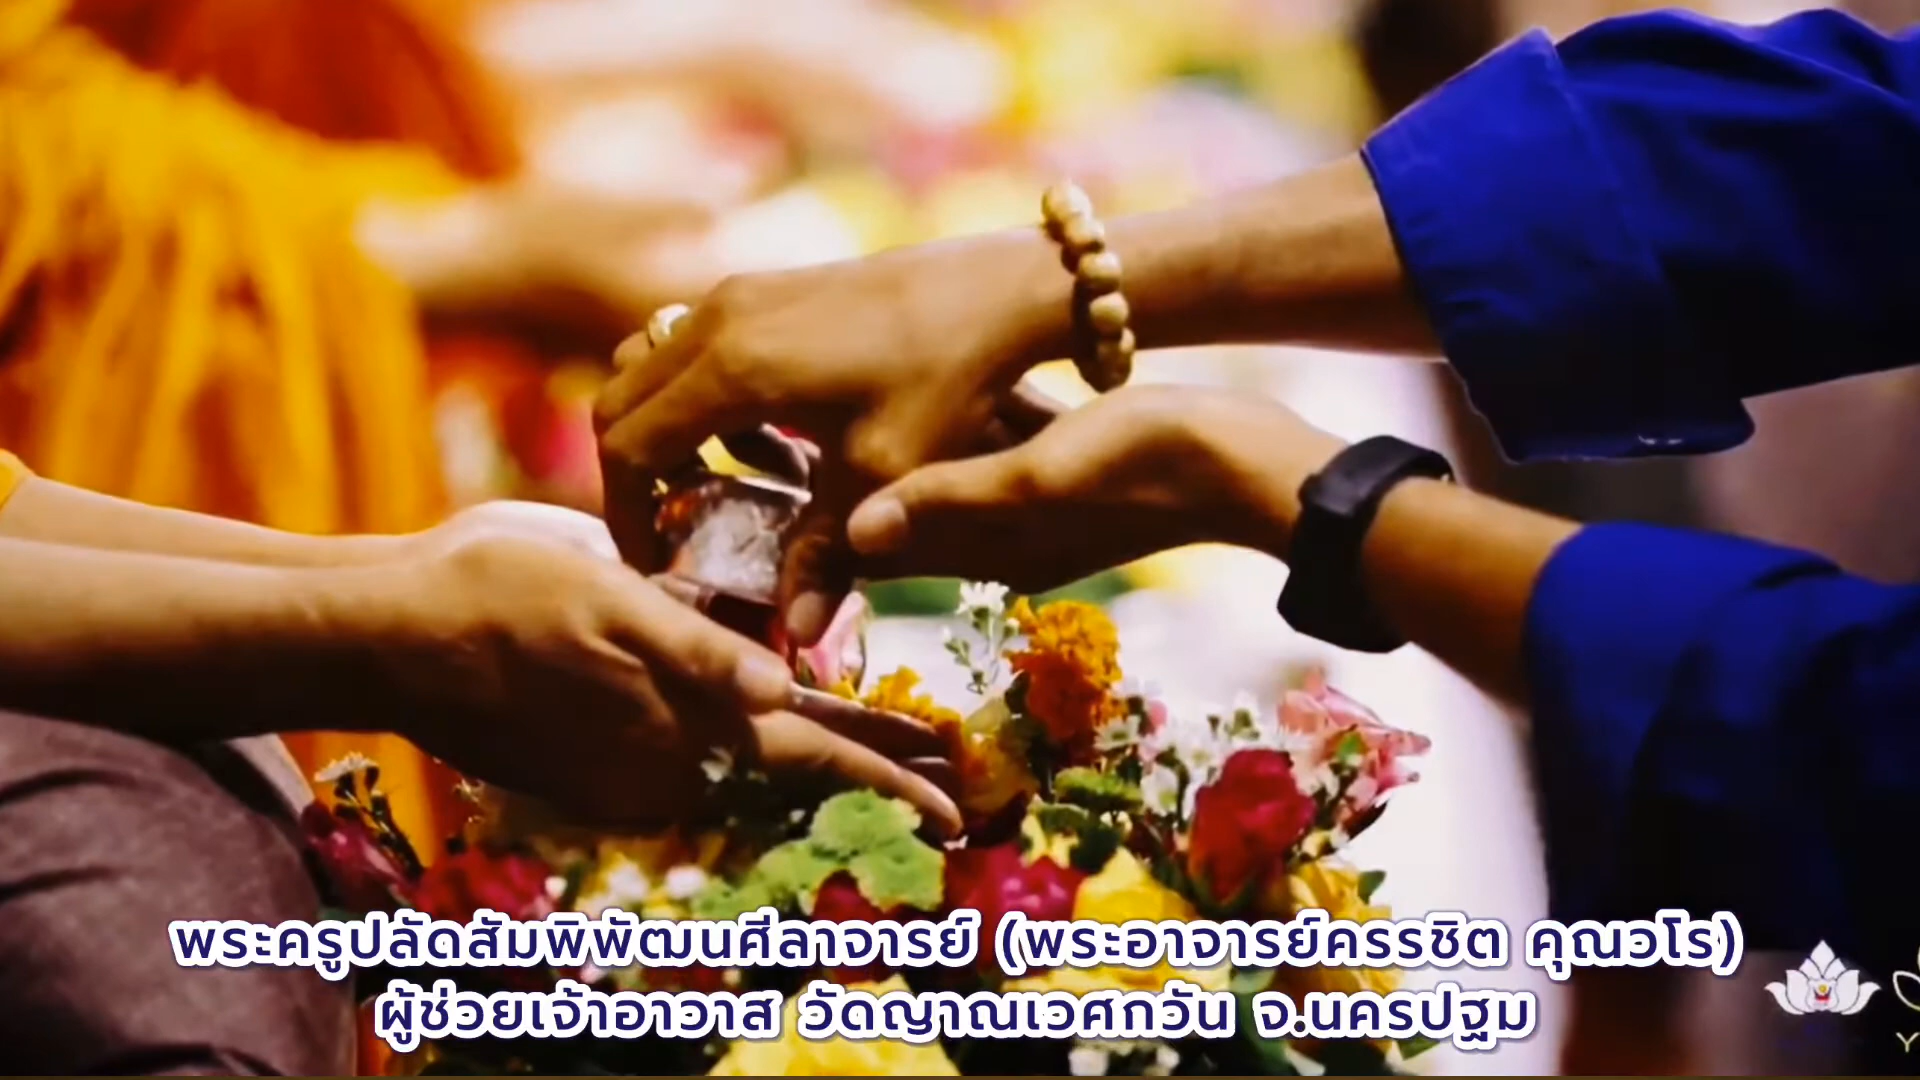 พระครูปลัดสัมพิพัฒนศีลาจารย์ (พระอาจารย์ครรชิต คุณวโร)
ผู้ช่วยเจ้าอาวาส วัดญาณเวศกวัน จ.นครปฐม
Y